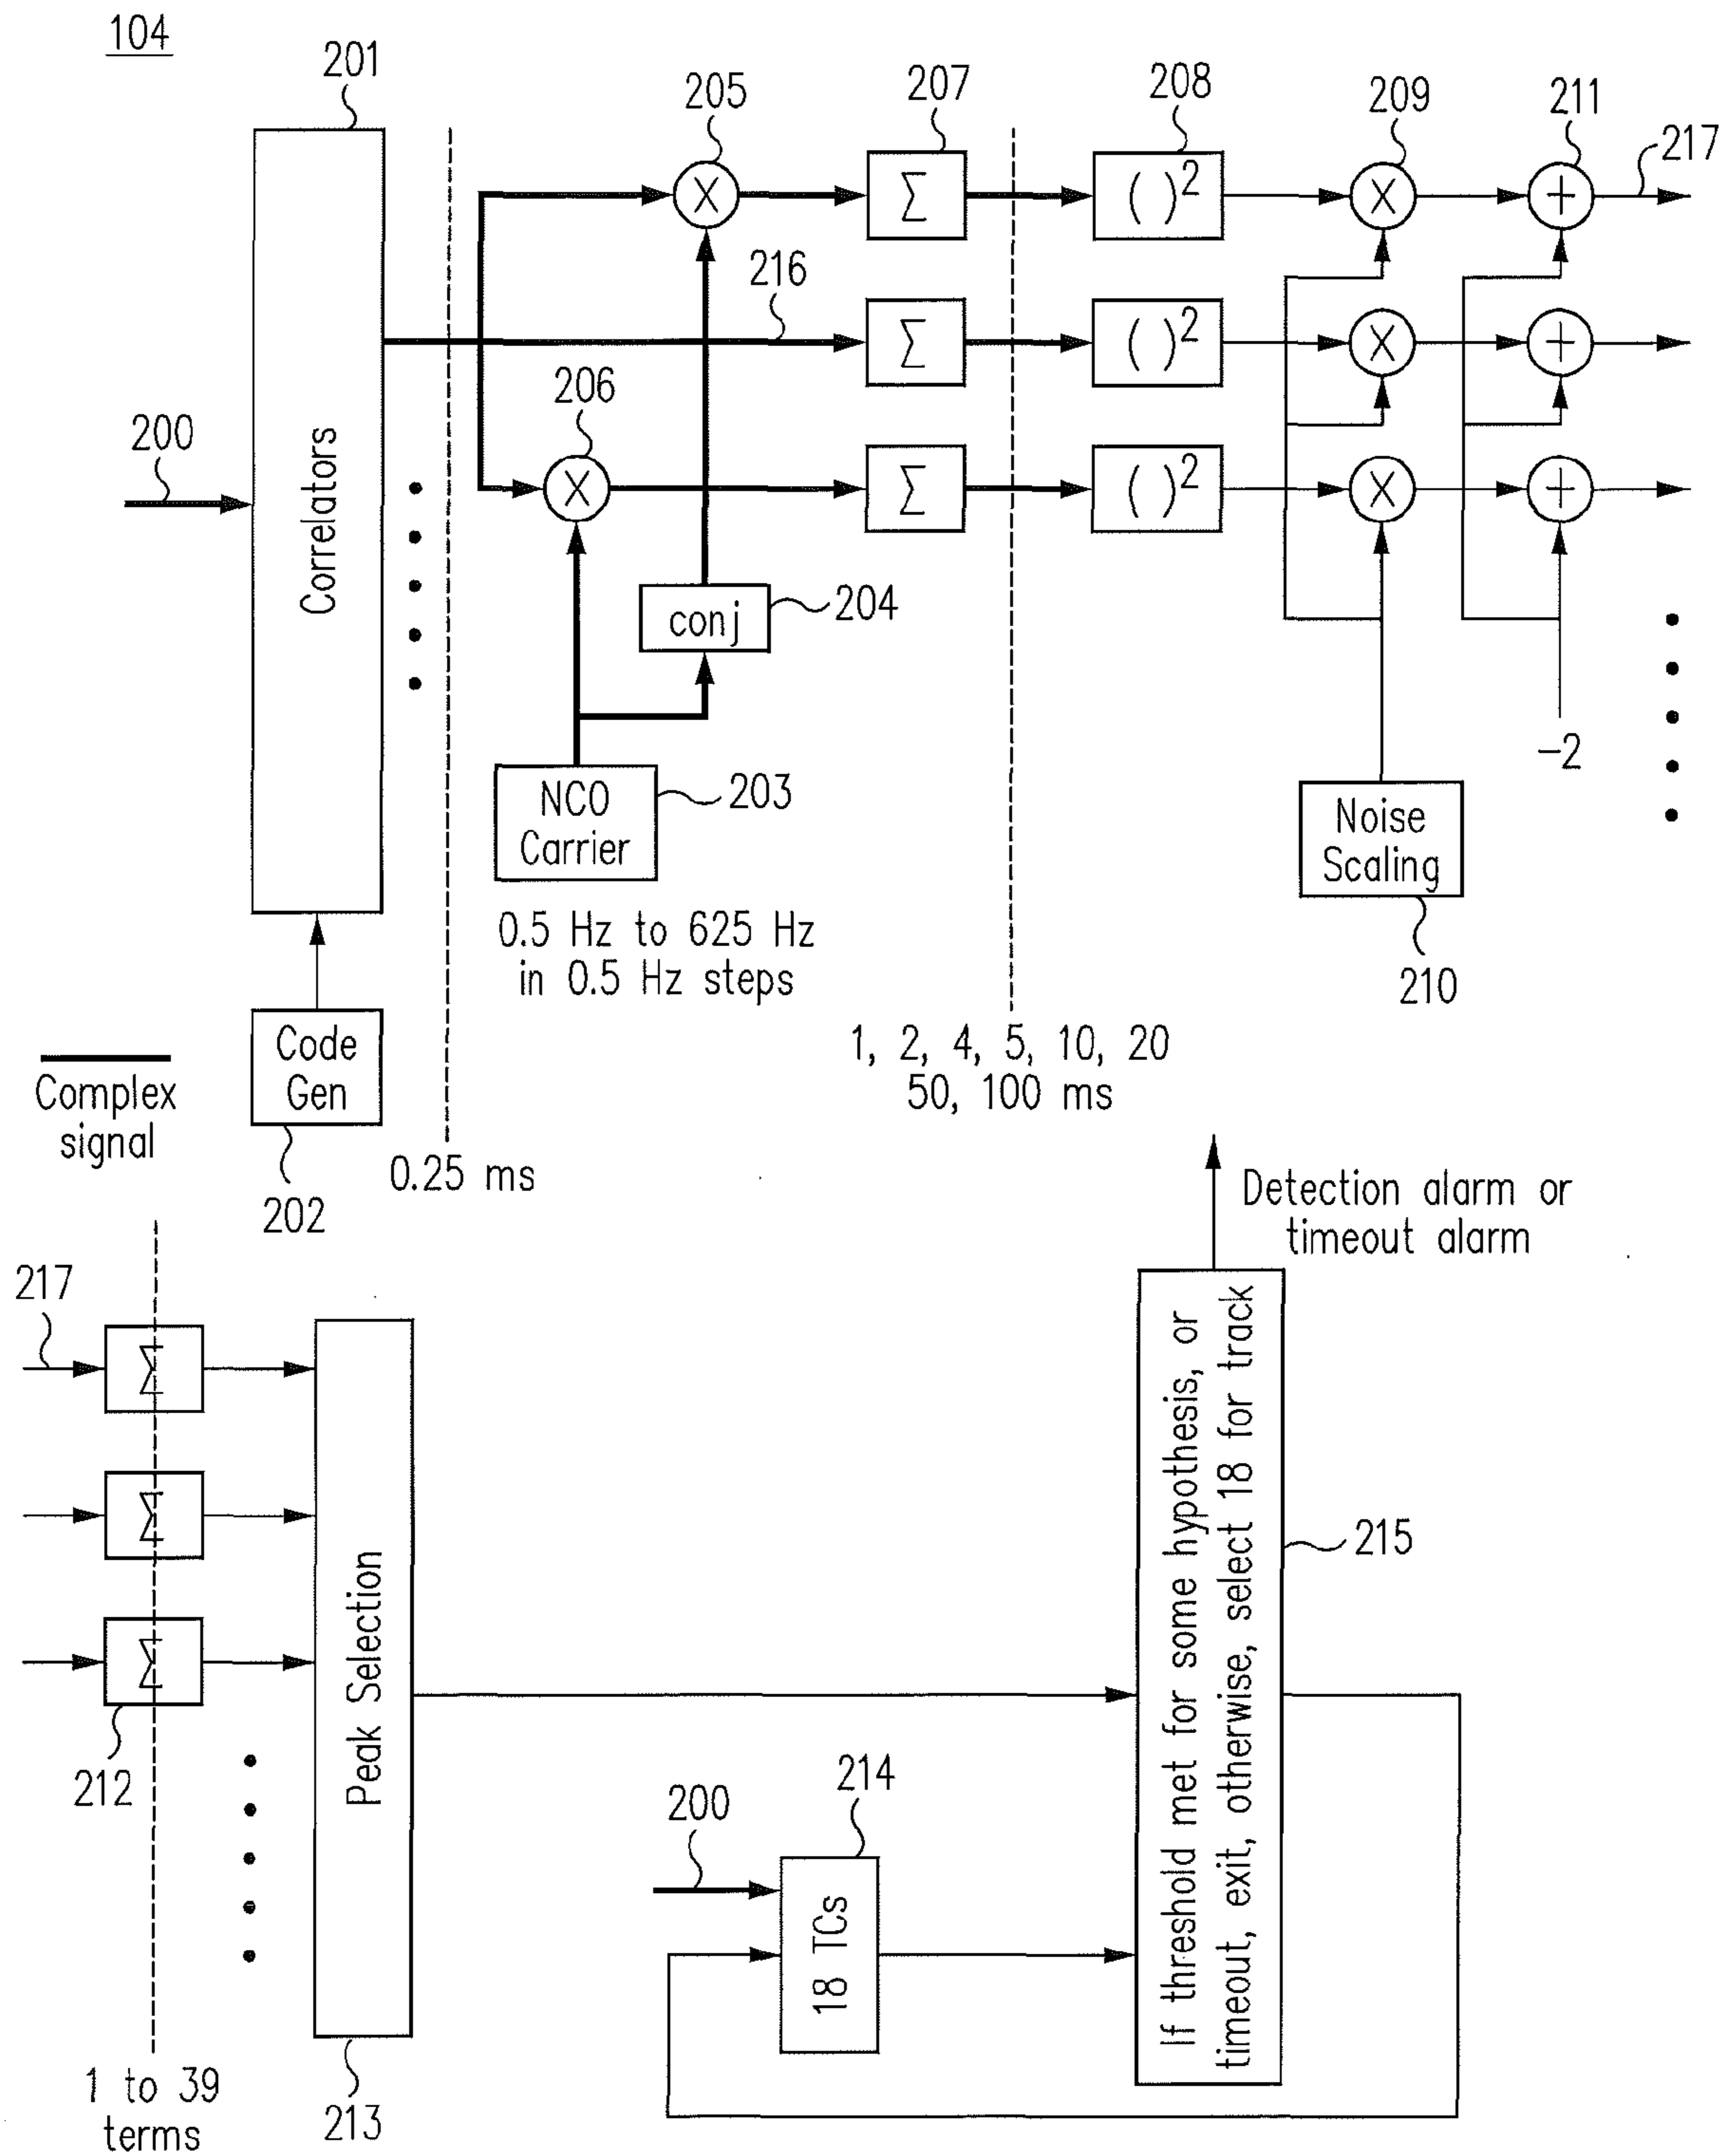 104
201
205
207
208
209
211
217
X
Σ
( )2
X
+
216
Σ
( )2
X
+
200
206
X
Σ
( )2
X
+
Correlators
conj
204
-2
NCO
Carrier
203
Noise
Scaling
0.5 Hz to 625 Hz
in 0.5 Hz steps
210
Code
Gen
1, 2, 4, 5, 10, 20
50, 100 ms
Complex
signal
0.25 ms
202
Detection alarm or
timeout alarm
217
Σ
Σ
Σ
212
Peak Selection
If threshold met for some hypothesis, or
timeout, exit, otherwise, select 18 for track
215
200
214
18 TCs
1 to 39
terms
213